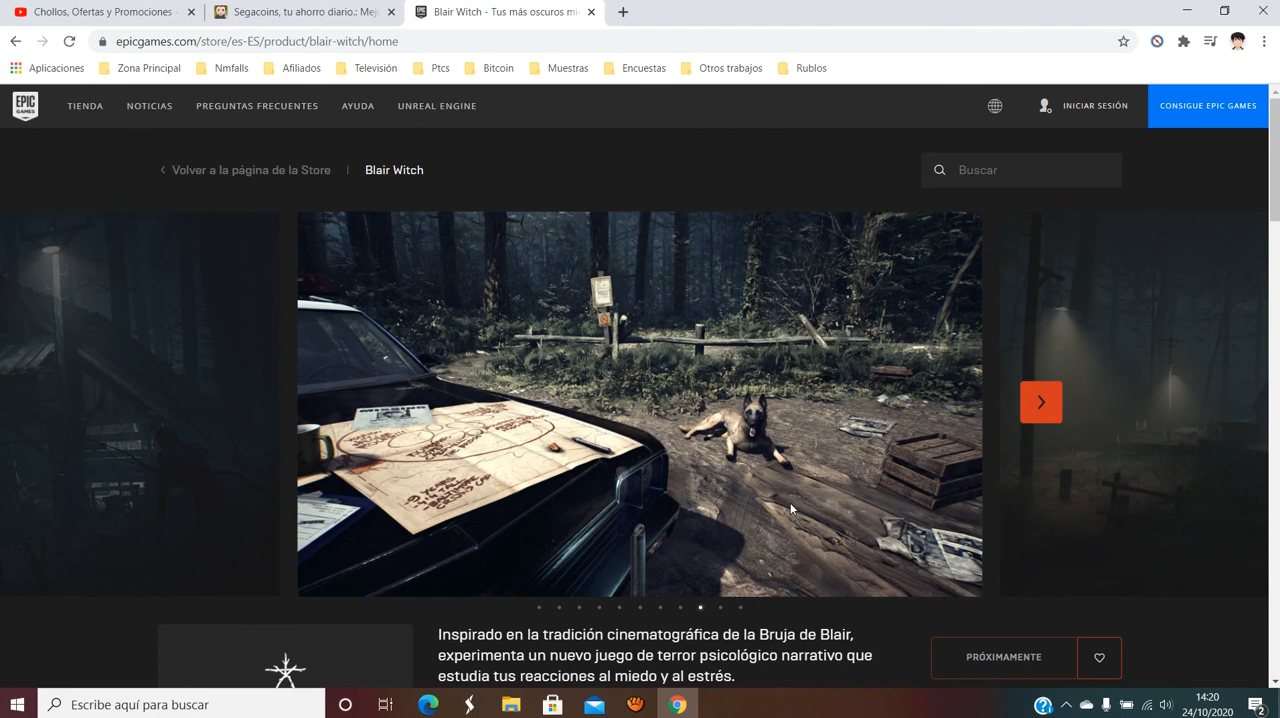 Chollos, Ofertas y Promociones -
Segacoins, tu ahorro diario.: Mej
Blair Witch - Tus más oscuros mi
epicgames.com/store/es-ES/product/blair-witch/home
Aplicaciones
Zona Principal
Nmfalls
Afiliados
Televisión
Ptcs
Bitcoin
Muestras
Encuestas
Otros trabajos
Rublos
EPIC
GAMES
TIENDA
NOTICIAS
PREGUNTAS FRECUENTES
AYUDA
UNREAL ENGINE
INICIAR SESIÓN
CONSIGUE EPIC GAMES
Volver a la página de la Store
Blair Witch
Buscar
Inspirado en la tradición cinematográfica de la Bruja de Blair,
experimenta un nuevo juego de terror psicológico narrativo que
estudia tus reacciones al miedo y al estrés.
PRÓXIMAMENTE
Escribe aquí para buscar
14:20
24/10/2020
2